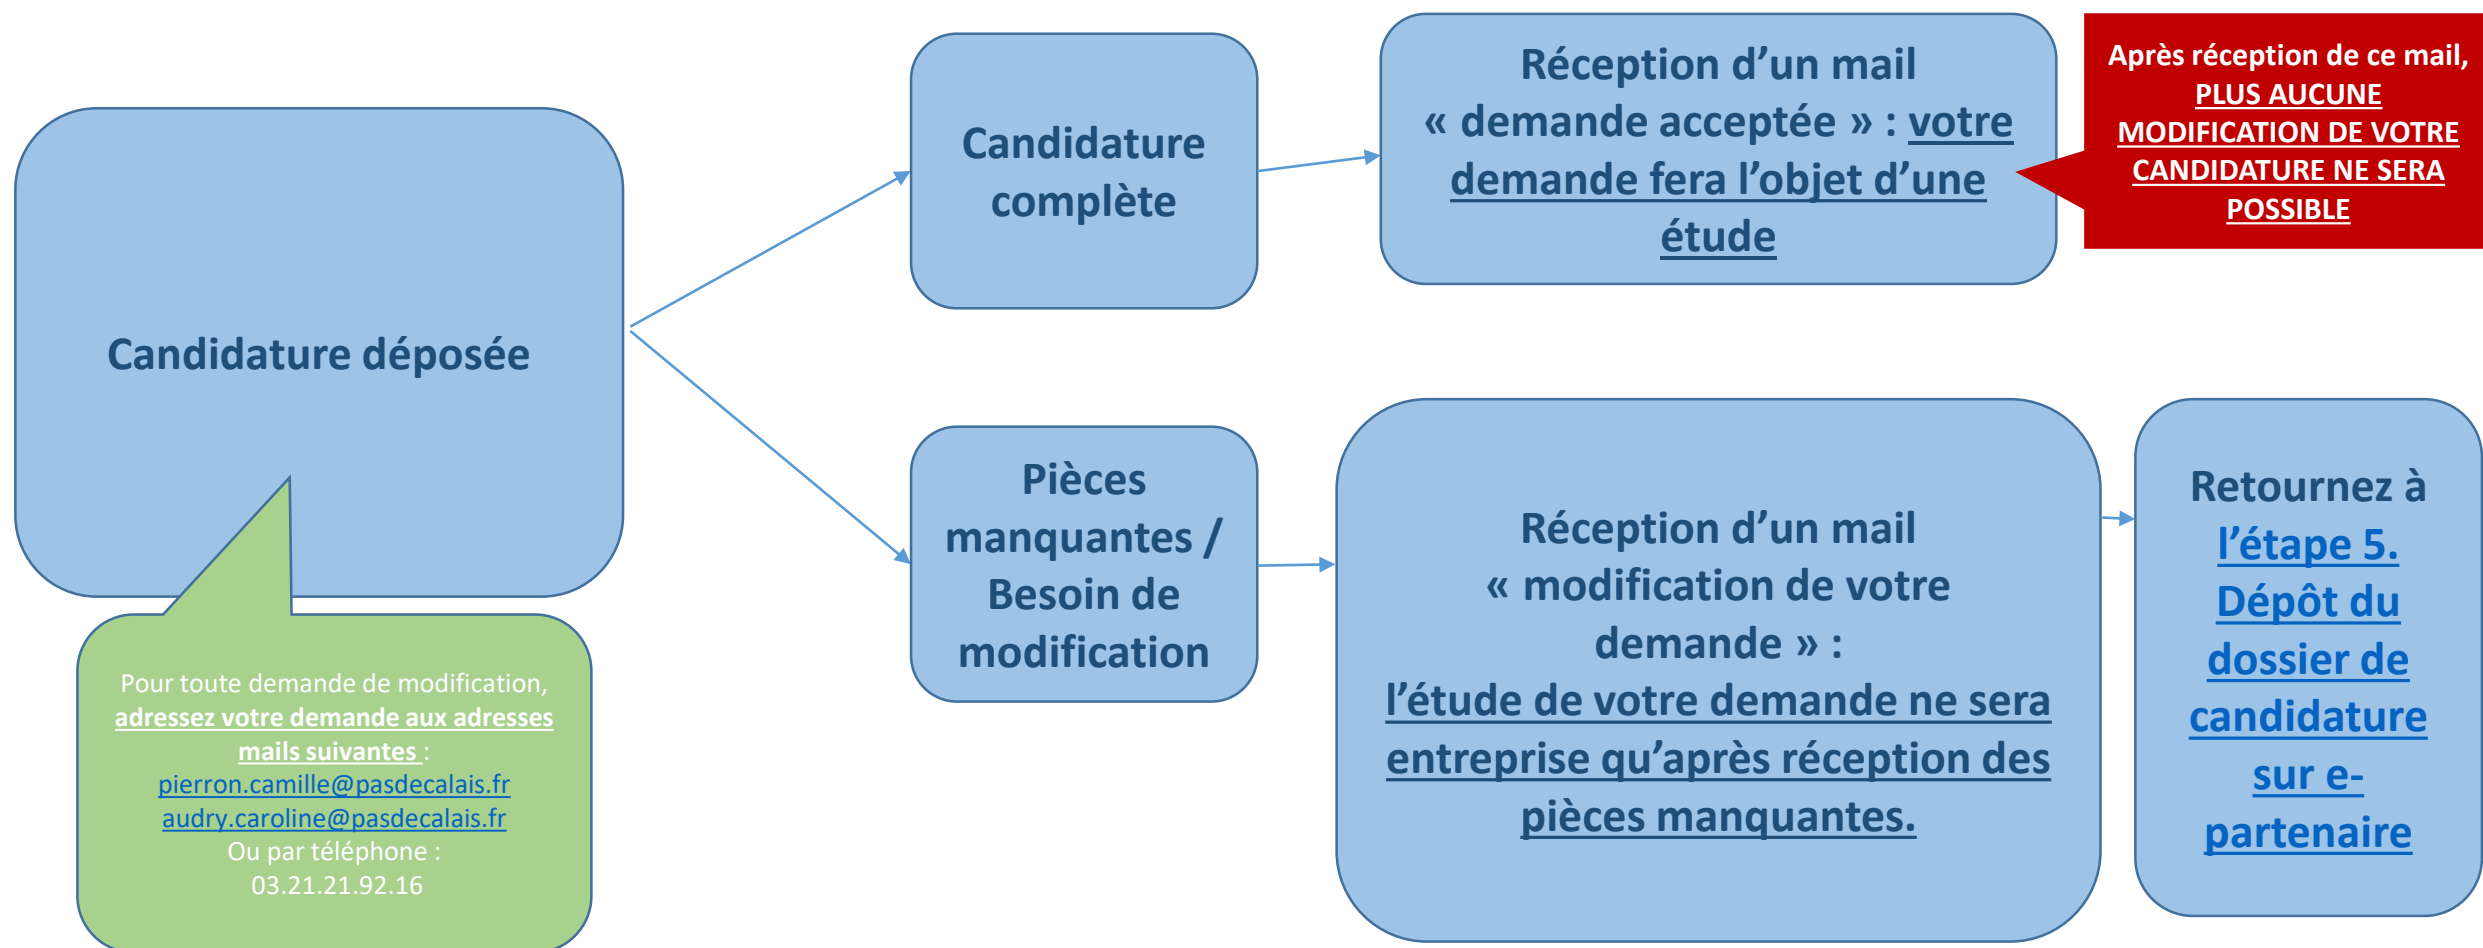 Candidature déposée
Pour toute demande de modification,
adressez votre demande aux adresses
mails suivantes :
pierron.camille@pasdecalais.fr
audry.caroline@pasdecalais.fr
Ou par téléphone :
03.21.21.92.16
Candidature
complète
Réception d’un mail
« demande acceptée » : votre
demande fera l’objet d’une
étude
Après réception de ce mail,
PLUS AUCUNE
MODIFICATION DE VOTRE
CANDIDATURE NE SERA
POSSIBLE
Pièces
manquantes /
Besoin de
modification
Réception d’un mail
« modification de votre
demande » :
l’étude de votre demande ne sera
entreprise qu’après réception des
pièces manquantes.
Retournez à
l’étape 5.
Dépôt du
dossier de
candidature
sur e-
partenaire